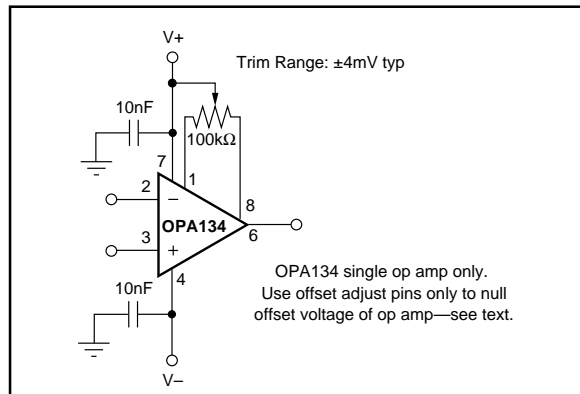 V+
Trim Range: ±4mV typ
10nF
100kΩ
7
1
2
8
–
OPA134
6
3
+
4
OPA134 single op amp only.
10nF
Use offset adjust pins only to null
offset voltage of op amp—see text.
V–